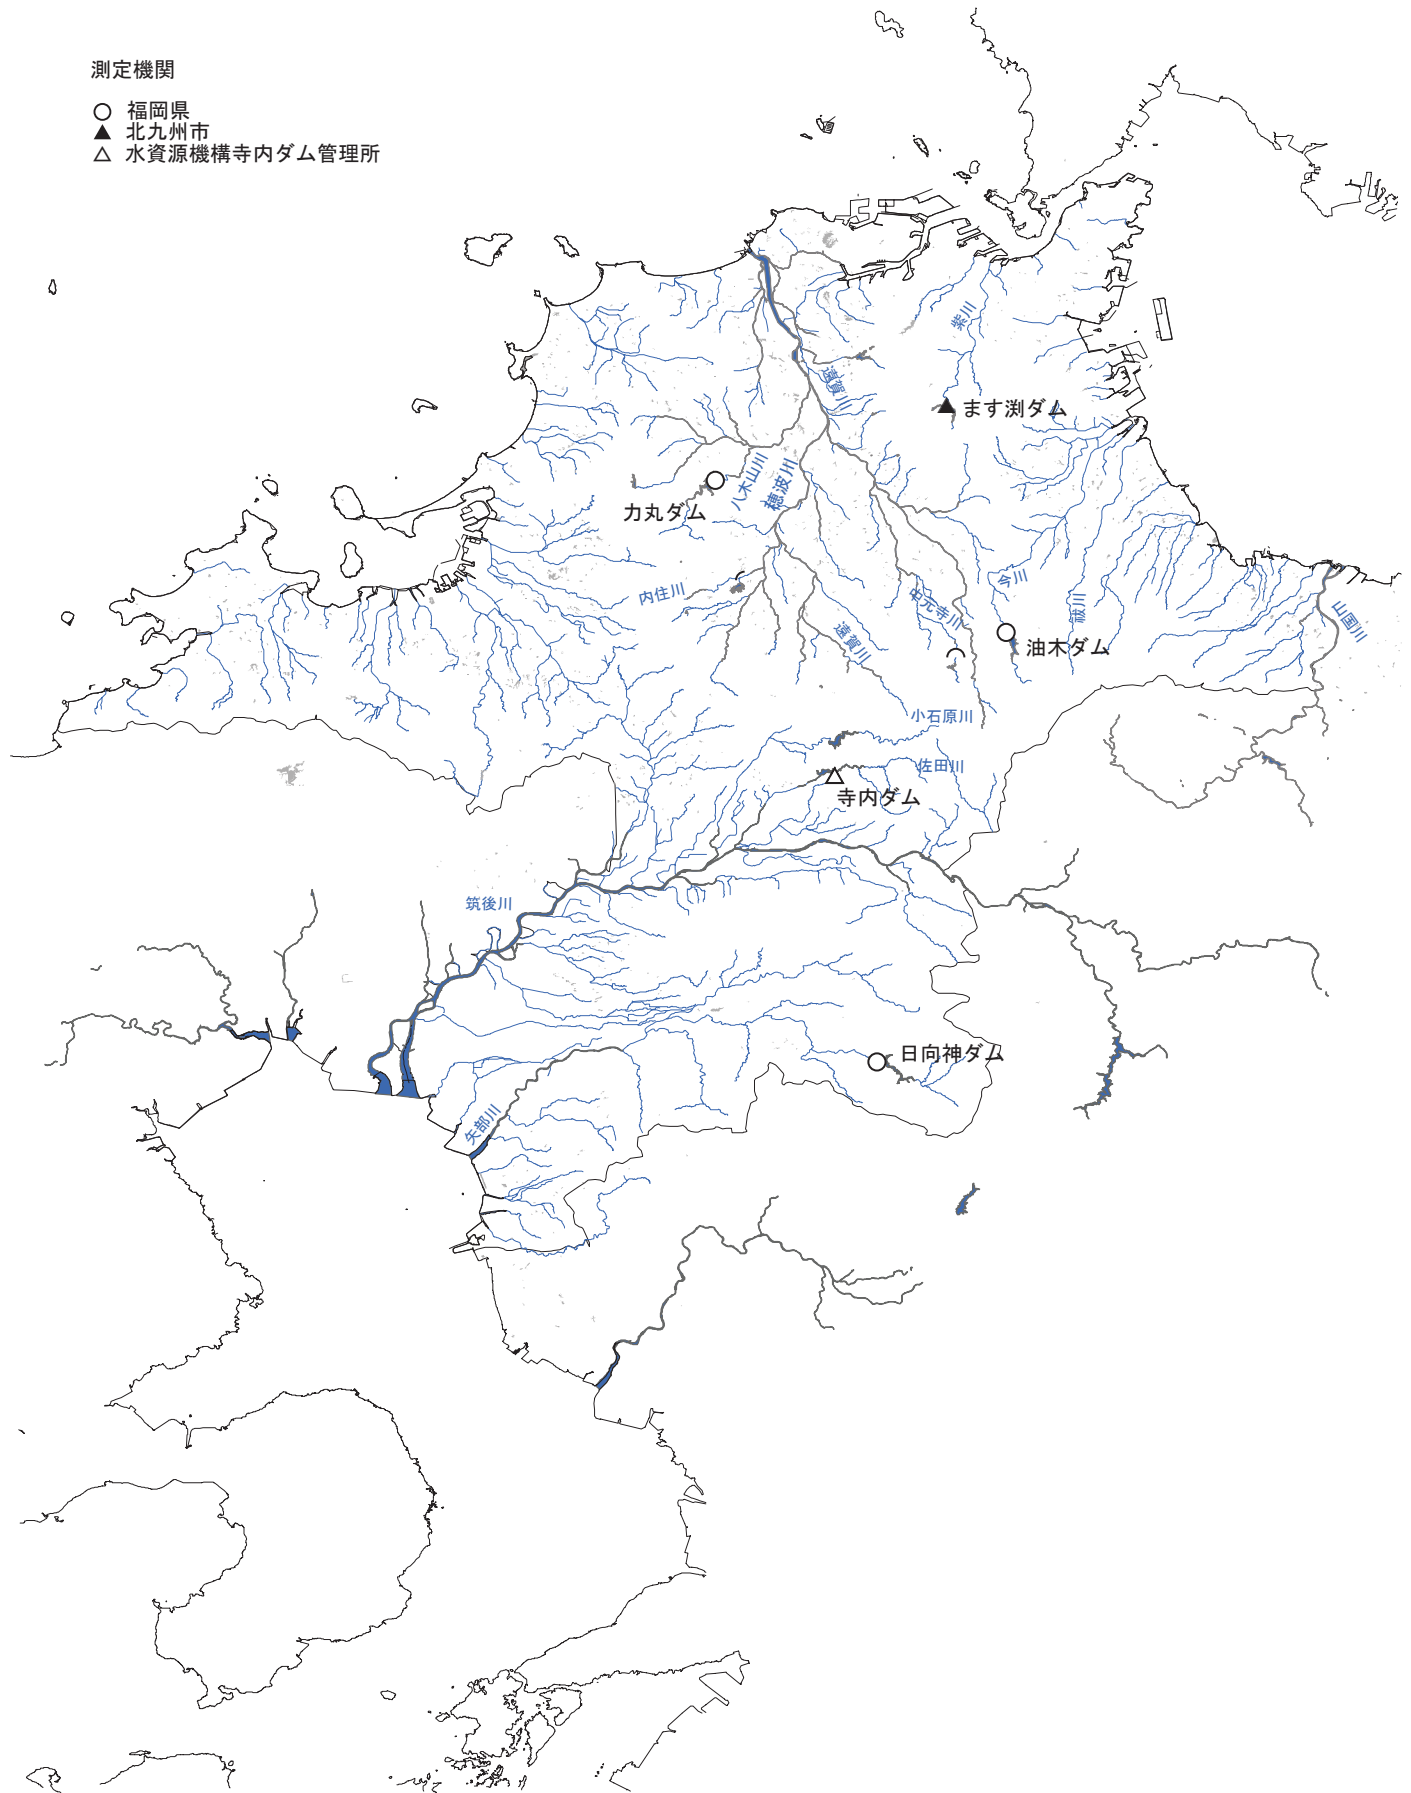 測定機関
福岡県
北九州市
水資源機構寺内ダム管理所
紫川
遠賀川
ます渕ダム
八木山川
穂波川
力丸ダム
内住川
今川
中元寺川
祓川
山国川
遠賀川
油木ダム
小石原川
佐田川
寺内ダム
筑後川
日向神ダム
矢部川